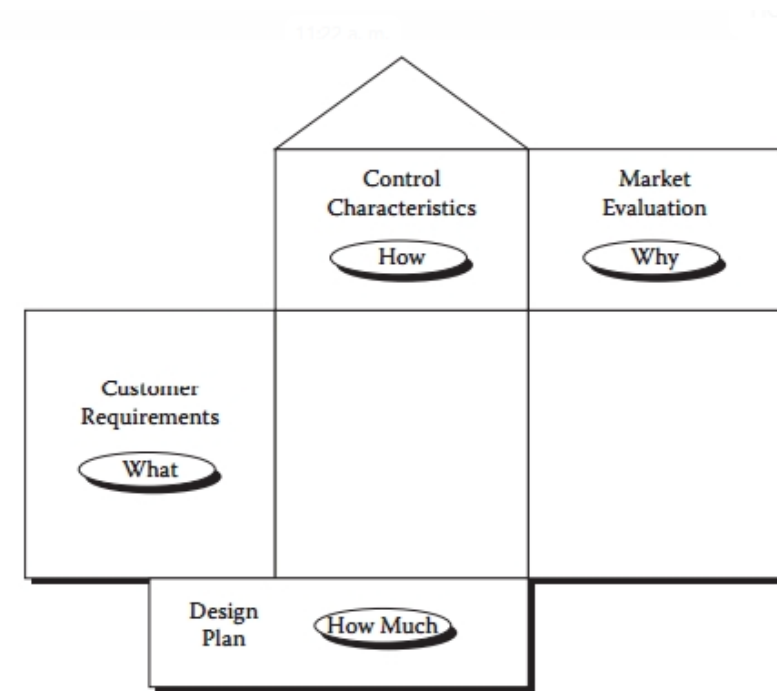 Control
Characteristics
How
Market
Evaluation
Why
Customer
Requirements
What
Design
Plan
How Much